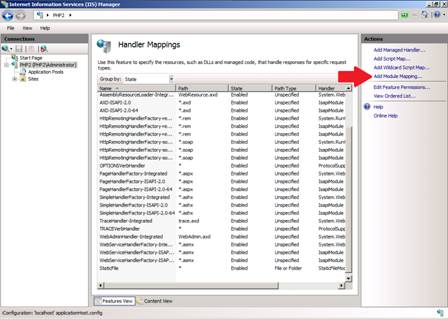 Internet Information Services (IIS) Manager
PHP2
File View Help
Connections
Start Page
PHP2 (PHP2\Administrator)
Application Pools
Sites
Handler Mappings
Use this feature to specify the resources, such as DLLs and managed code, that handle responses for specific request
types.
Group by: State
Name Path State Path Type Handler
AssemblyResourceLoader-Integr... WebResource.axd Enabled Unspecified System.Web
AXD-ISAPI-2.0 *.axd Enabled Unspecified IsapiModule
AXD-ISAPI-2.0-64 *.axd Enabled Unspecified IsapiModule
HttpRemotingHandlerFactory-re... *.rem Enabled Unspecified System.Runt
HttpRemotingHandlerFactory-re... *.rem Enabled Unspecified IsapiModule
HttpRemotingHandlerFactory-re... *.rem Enabled Unspecified IsapiModule
HttpRemotingHandlerFactory-so... *.soap Enabled Unspecified System.Runt
HttpRemotingHandlerFactory-so... *.soap Enabled Unspecified IsapiModule
HttpRemotingHandlerFactory-so... *.soap Enabled Unspecified IsapiModule
OPTIONSVerbHandler * Enabled Unspecified ProtocolSupp
PageHandlerFactory-Integrated *.aspx Enabled Unspecified System.Web
PageHandlerFactory-ISAPI-2.0 *.aspx Enabled Unspecified IsapiModule
PageHandlerFactory-ISAPI-2.0-64 *.aspx Enabled Unspecified IsapiModule
SimpleHandlerFactory-Integrated *.ashx Enabled Unspecified System.Web
SimpleHandlerFactory-ISAPI-2.0 *.ashx Enabled Unspecified IsapiModule
SimpleHandlerFactory-ISAPI-2.0-64 *.ashx Enabled Unspecified IsapiModule
TraceHandler-Integrated trace.axd Enabled Unspecified System.Web
TRACEVerbHandler * Enabled Unspecified ProtocolSupp
WebAdminHandler-Integrated WebAdmin.axd Enabled Unspecified System.Web
WebServiceHandlerFactory-Inte... *.asmx Enabled Unspecified System.Web
WebServiceHandlerFactory-ISAP... *.asmx Enabled Unspecified IsapiModule
WebServiceHandlerFactory-ISAP... *.asmx Enabled Unspecified IsapiModule
StaticFile * Enabled File or Folder StaticFileMod
Features View Content View
Actions
Add Managed Handler...
Add Script Map...
Add Wildcard Script Map...
Add Module Mapping...
Edit Feature Permissions...
View Ordered List...
Help
Online Help
Configuration: 'localhost' applicationHost.config